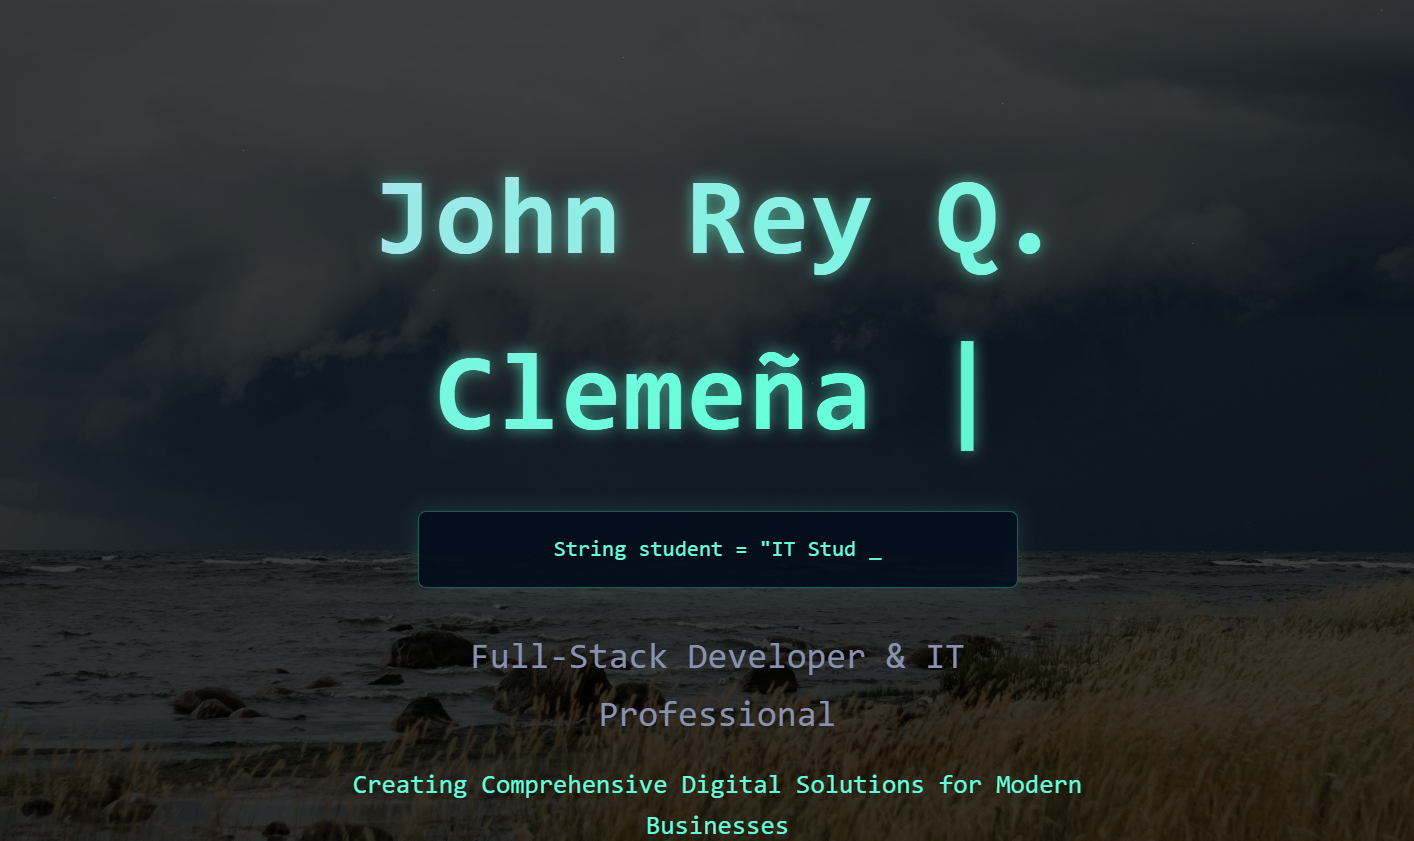 John Rey Q.
Clemeña |
String student = "IT Stud _
Full-Stack Developer & IT
Professional
Creating Comprehensive Digital Solutions for Modern
Businesses